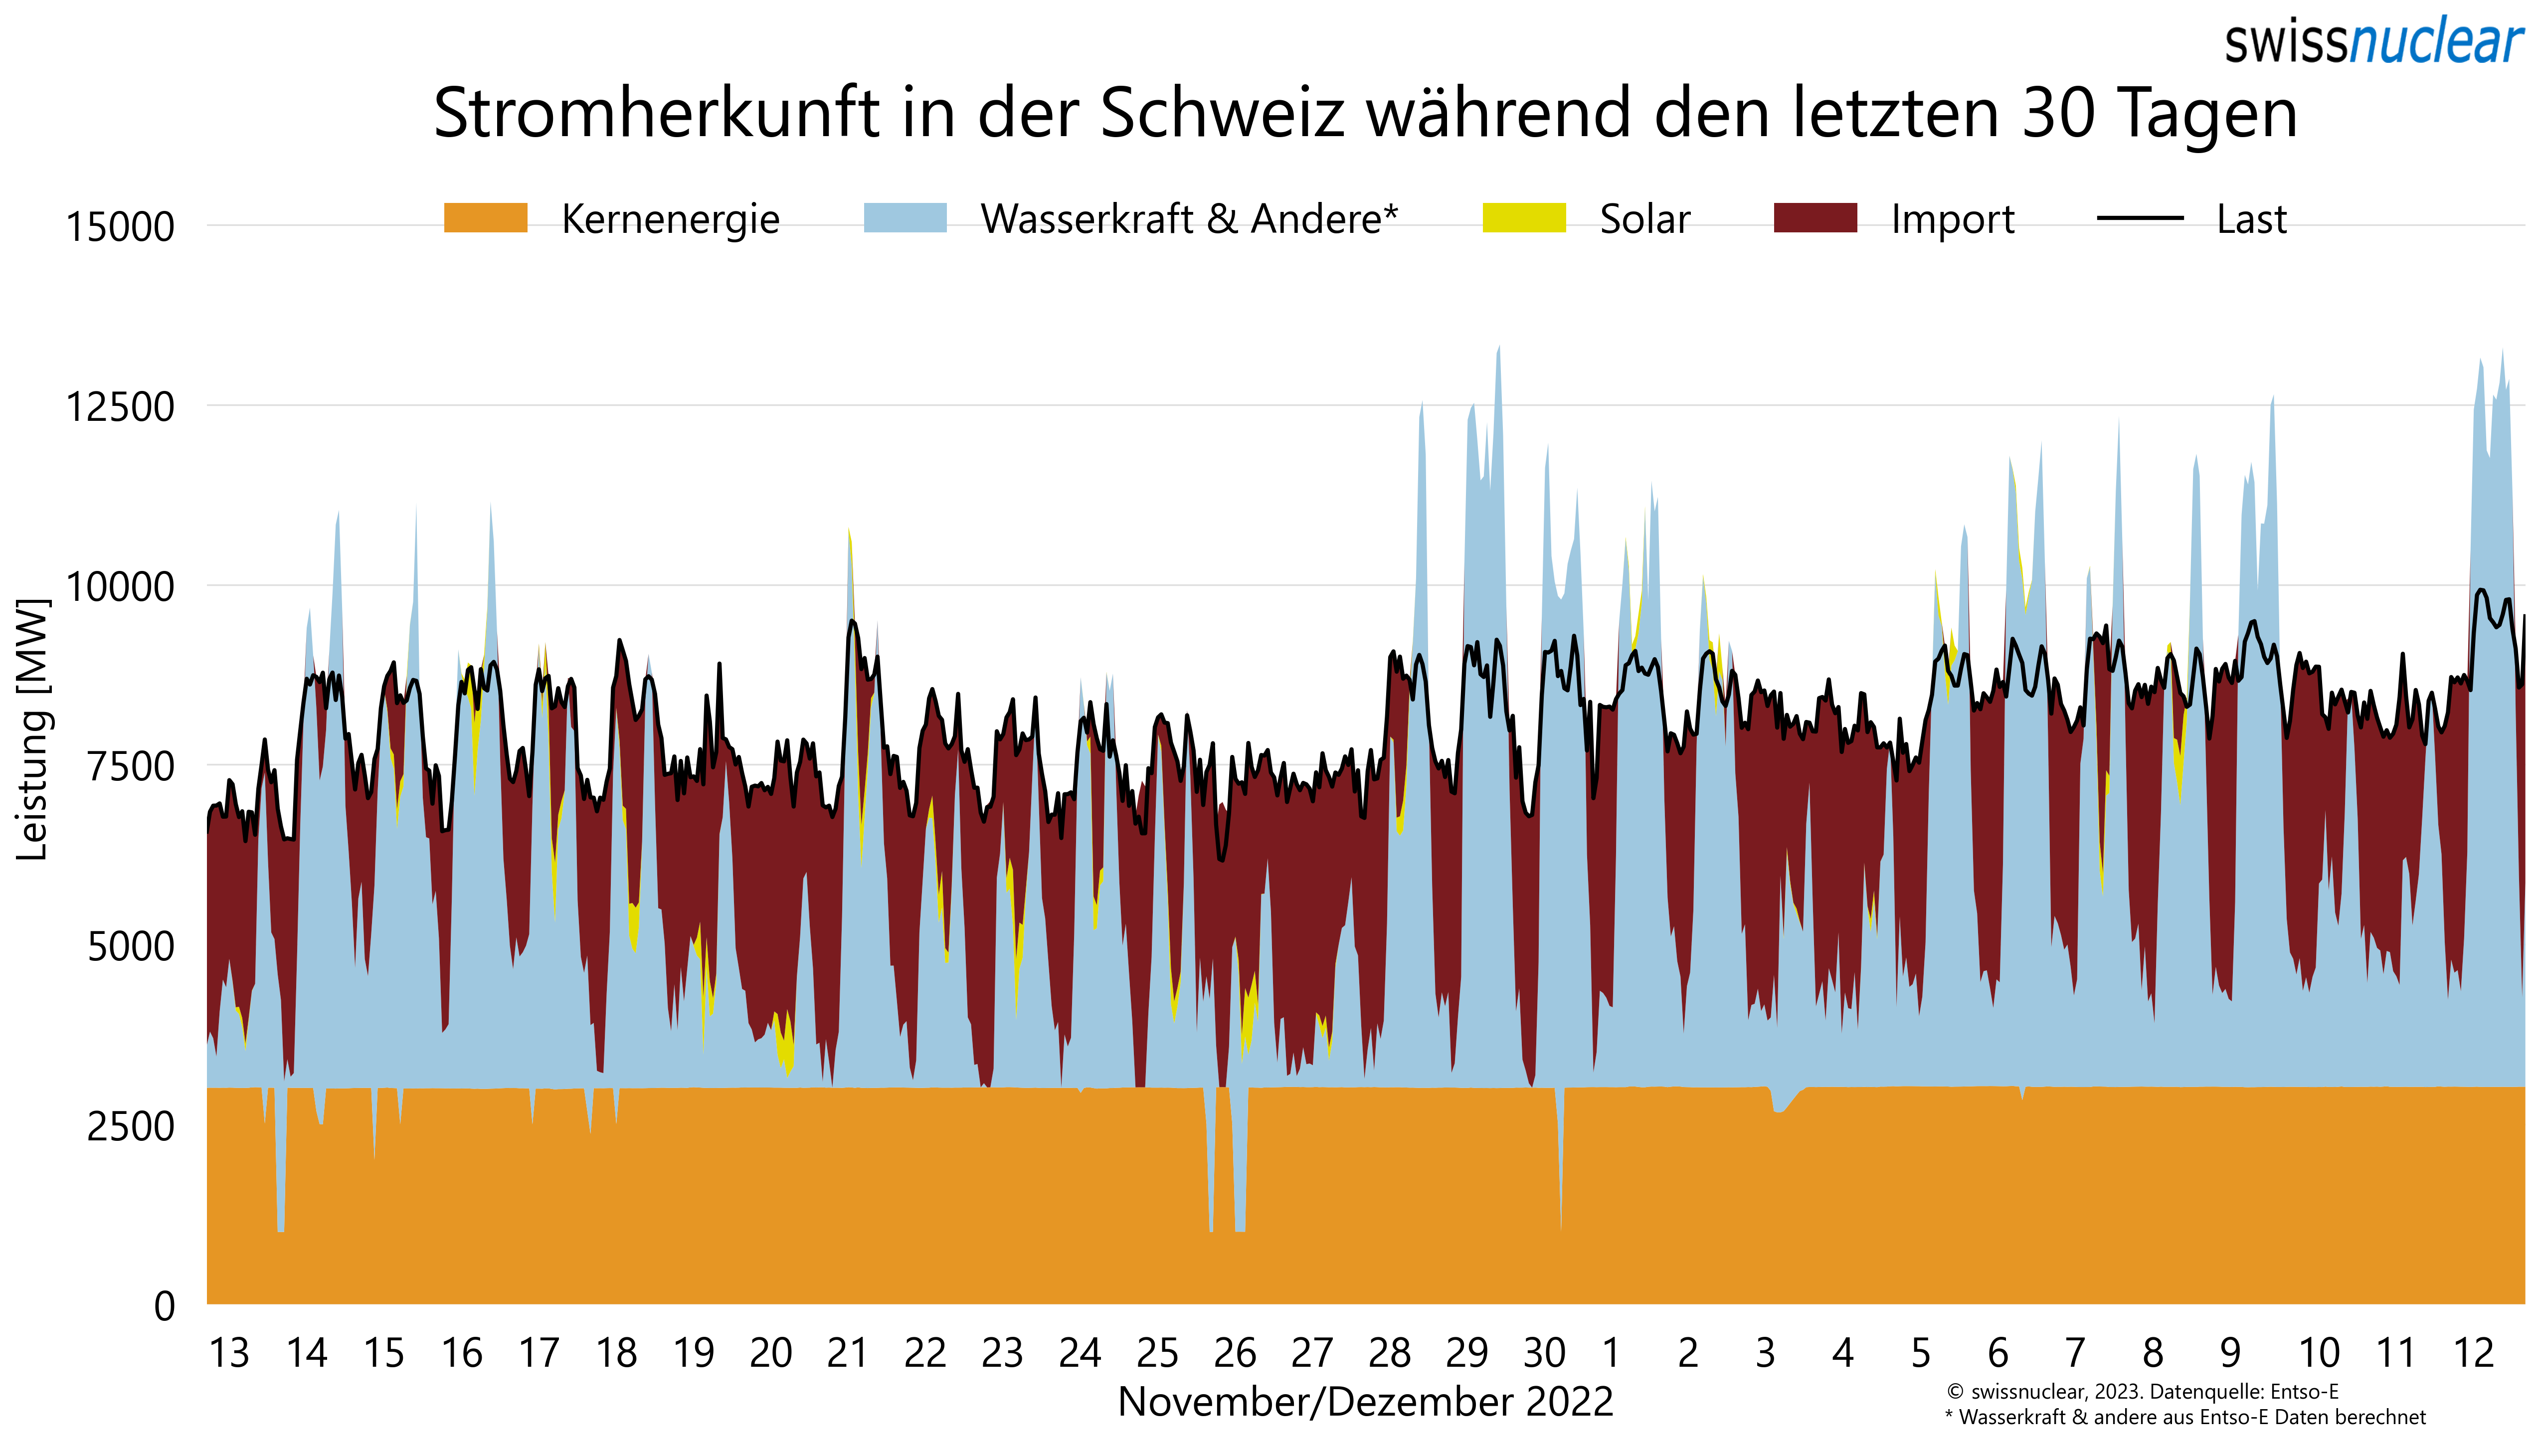 swissnuclear
Stromherkunft in der Schweiz während den letzten 30 Tagen
Kernenergie Wasserkraft & Andere* Solar Import Last
15000
12500
10000
7500
5000
2500
0
Leistung [MW]
13 14 15 16 17 18 19 20 21 22 23 24 25 26 27 28 29 30 1 2 3 4 5 6 7 8 9 10 11 12
November/Dezember 2022
© swissnuclear, 2023. Datenquelle: Entso-E
* Wasserkraft & andere aus Entso-E Daten berechnet